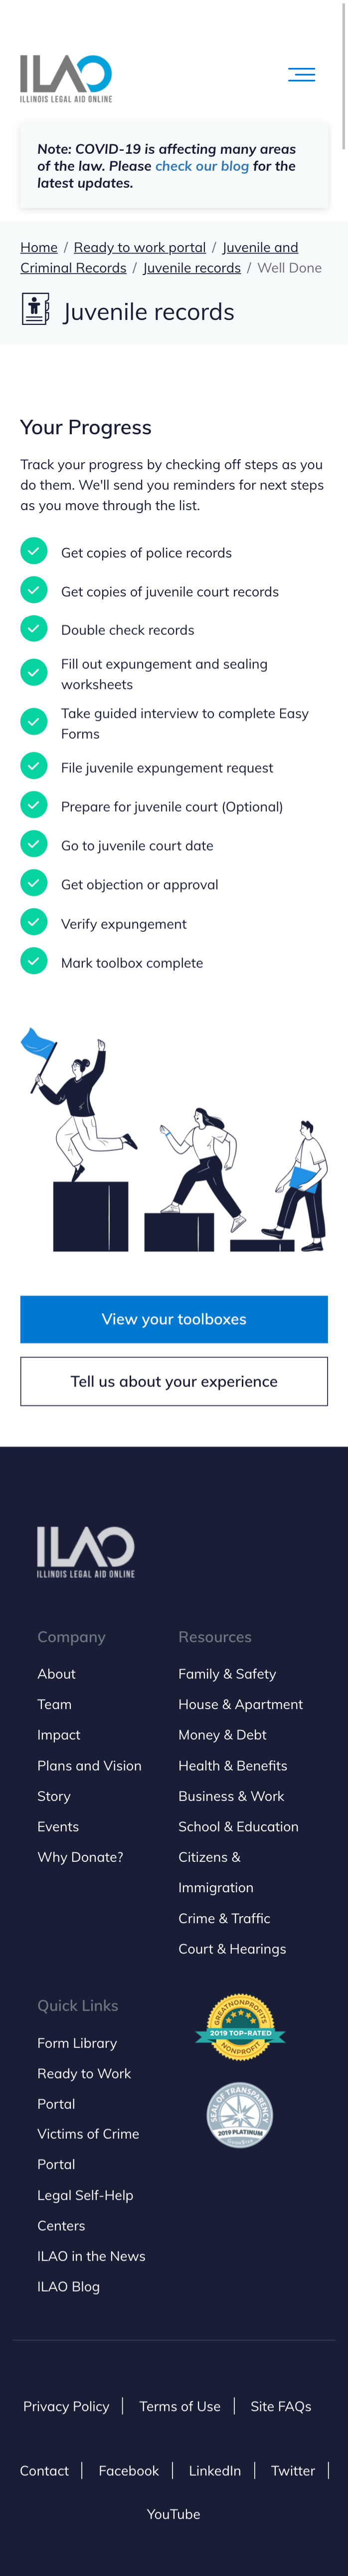 ILAO
ILLINOIS LEGAL AID ONLINE
Note: COVID-19 is affecting many areas
of the law. Please check our blog for the
latest updates.
Home / Ready to work portal / Juvenile and
Criminal Records / Juvenile records / Well Done
Juvenile records
Your Progress
Track your progress by checking off steps as you
do them. We'll send you reminders for next steps
as you move through the list.
Get copies of police records
Get copies of juvenile court records
Double check records
Fill out expungement and sealing
worksheets
Take guided interview to complete Easy
Forms
File juvenile expungement request
Prepare for juvenile court (Optional)
Go to juvenile court date
Get objection or approval
Verify expungement
Mark toolbox complete
View your toolboxes
Tell us about your experience
ILAO
ILLINOIS LEGAL AID ONLINE
Company
About
Team
Impact
Plans and Vision
Story
Events
Why Donate?
Resources
Family & Safety
House & Apartment
Money & Debt
Health & Benefits
Business & Work
School & Education
Citizens &
Immigration
Crime & Traffic
Court & Hearings
Quick Links
Form Library
Ready to Work
Portal
Victims of Crime
Portal
Legal Self-Help
Centers
ILAO in the News
ILAO Blog
GREATNONPROFITS
2019 TOP-RATED
NONPROFIT
SEAL OF TRANSPARENCY
2019 PLATINUM
Privacy Policy | Terms of Use | Site FAQs
Contact | Facebook | LinkedIn | Twitter |
YouTube